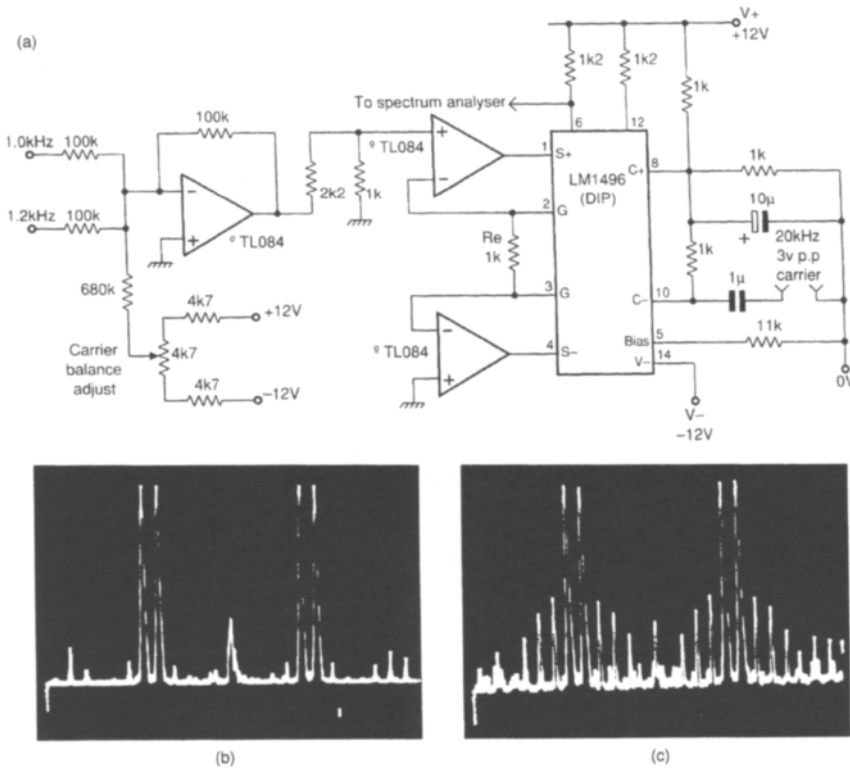 (a)
V+
+12V
1k2
1k2
1k
To spectrum analyser
100k
1.0kHz
100k
1.2kHz
100k
º TL084
2k2
1k
º TL084
6
12
1
S+
C+
8
LM1496
(DIP)
1k
10µ
+
20kHz
3v p.p
carrier
2
G
Re
1k
1k
3
G
C−
10
1µ
680k
4k7
+12V
Carrier
balance
adjust
4k7
4k7
−12V
º TL084
4
S−
Bias
5
11k
V−
14
0V
V−
−12V
(b)
(c)